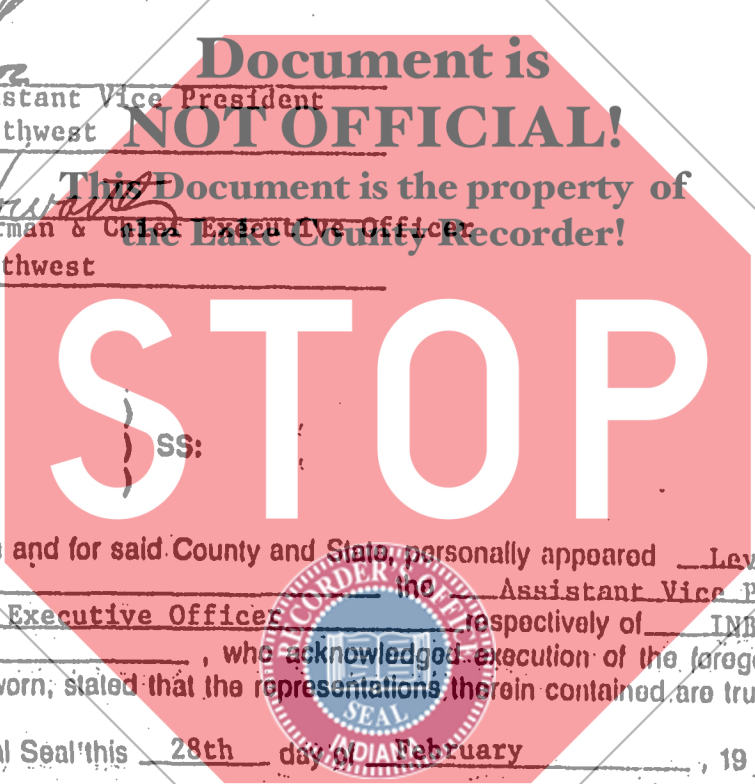 Document is
stant Vice President
NOT OFFICIAL!
thwest
This Document is the property of
rman & Chief Executive Officer
the Lake County Recorder!
thwest
STOP
) SS:
and for said County and State, personally appeared Lev
the Assistant Vice P
Executive Officer respectively of INB
, who acknowledged execution of the forego
worn, stated that the representations therein contained are tru
RECORDER'S OFFICE
SEAL
INDIANA
l Seal this 28th day of February , 19